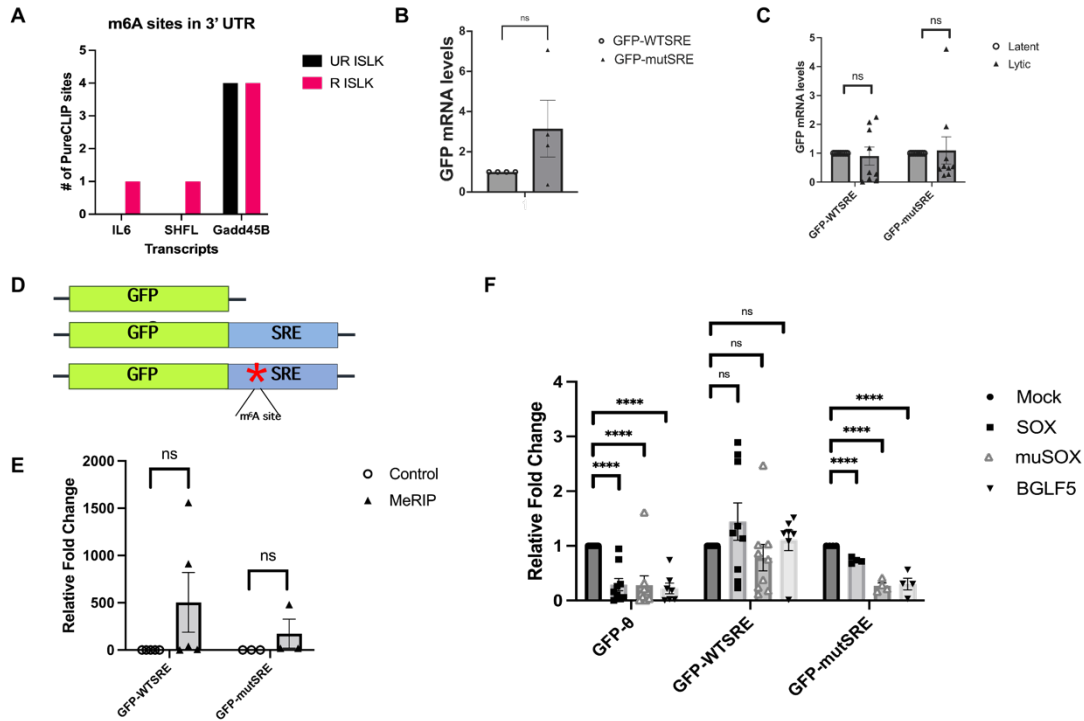 A
m6A sites in 3' UTR
UR ISLK
R ISLK
# of PureCLIP sites
5
4
3
2
1
0
IL6 SHFL Gadd45B
Transcripts
B
ns
GFP-WTSRE
GFP-mutSRE
GFP mRNA levels
8
6
4
2
0
C
ns
ns
Latent
Lytic
GFP mRNA levels
5
4
3
2
1
0
GFP-WTSRE
GFP-mutSRE
D
GFP
GFP SRE
GFP * SRE
m⁶A site
E
Relative Fold Change
2000
1500
1000
500
0
ns
ns
Control
MeRIP
GFP-WTSRE
GFP-mutSRE
F
Relative Fold Change
4
3
2
1
0
****
****
****
ns
ns
ns
****
****
****
Mock
SOX
muSOX
BGLF5
GFP-θ
GFP-WTSRE
GFP-mutSRE